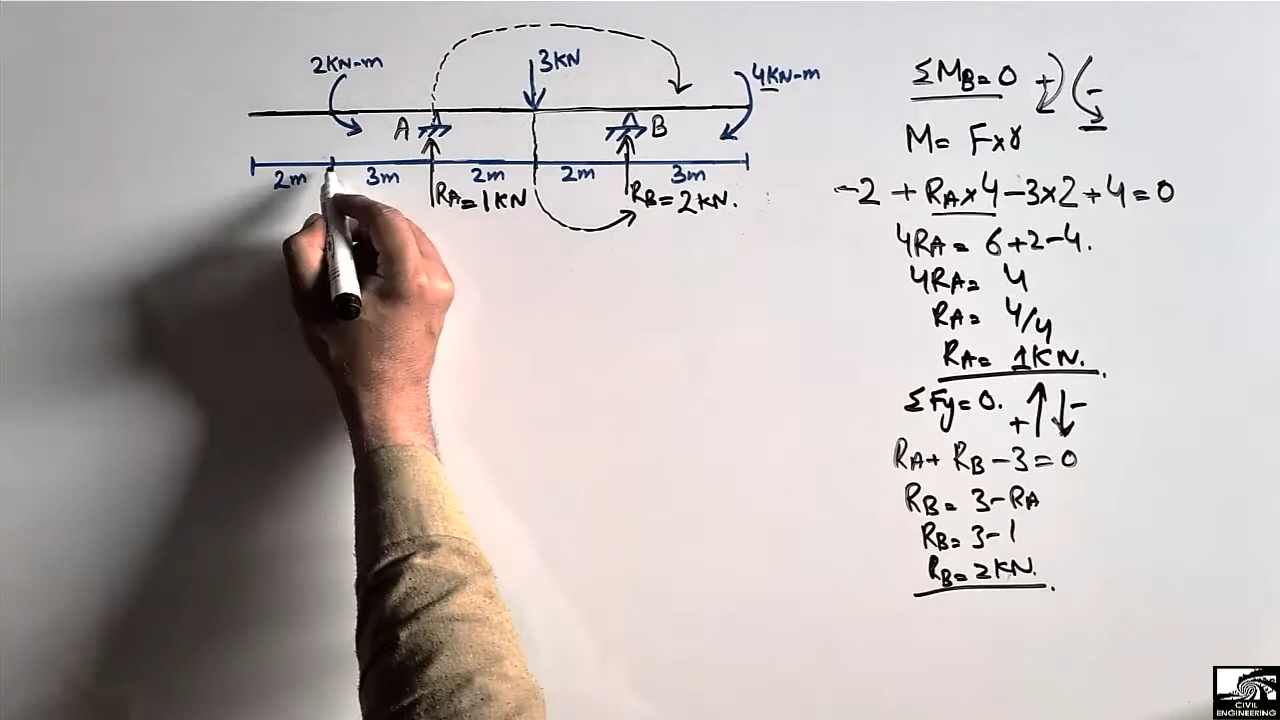 2KN-m
3KN
4KN-m
A
B
2m 3m 2m 2m 3m
RA=1KN
RB=2KN.
ΣMB=0 + -
M= F×r
-2 + RA×4-3×2+4=0
4RA= 6+2-4.
4RA= 4
RA= 4/4
RA= 1KN.
ΣFy=0. + -
RA+ RB-3=0
RB= 3-RA
RB= 3-1
RB=2KN.
CIVIL
ENGINEERING